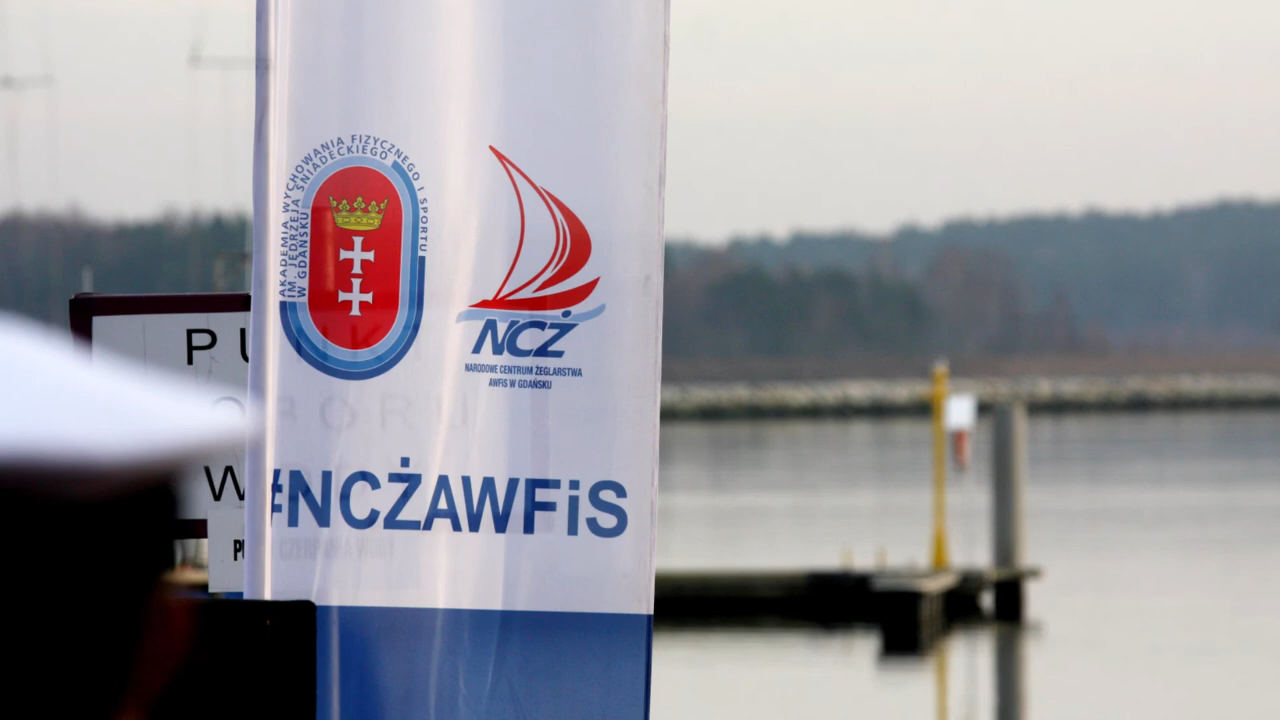 AKADEMIA WYCHOWANIA FIZYCZNEGO I SPORTU
IM. JĘDRZEJA ŚNIADECKIEGO
W GDAŃSKU
NCŻ
NARODOWE CENTRUM ŻEGLARSTWA
AWFiS W GDAŃSKU
#NCŻAWFiS